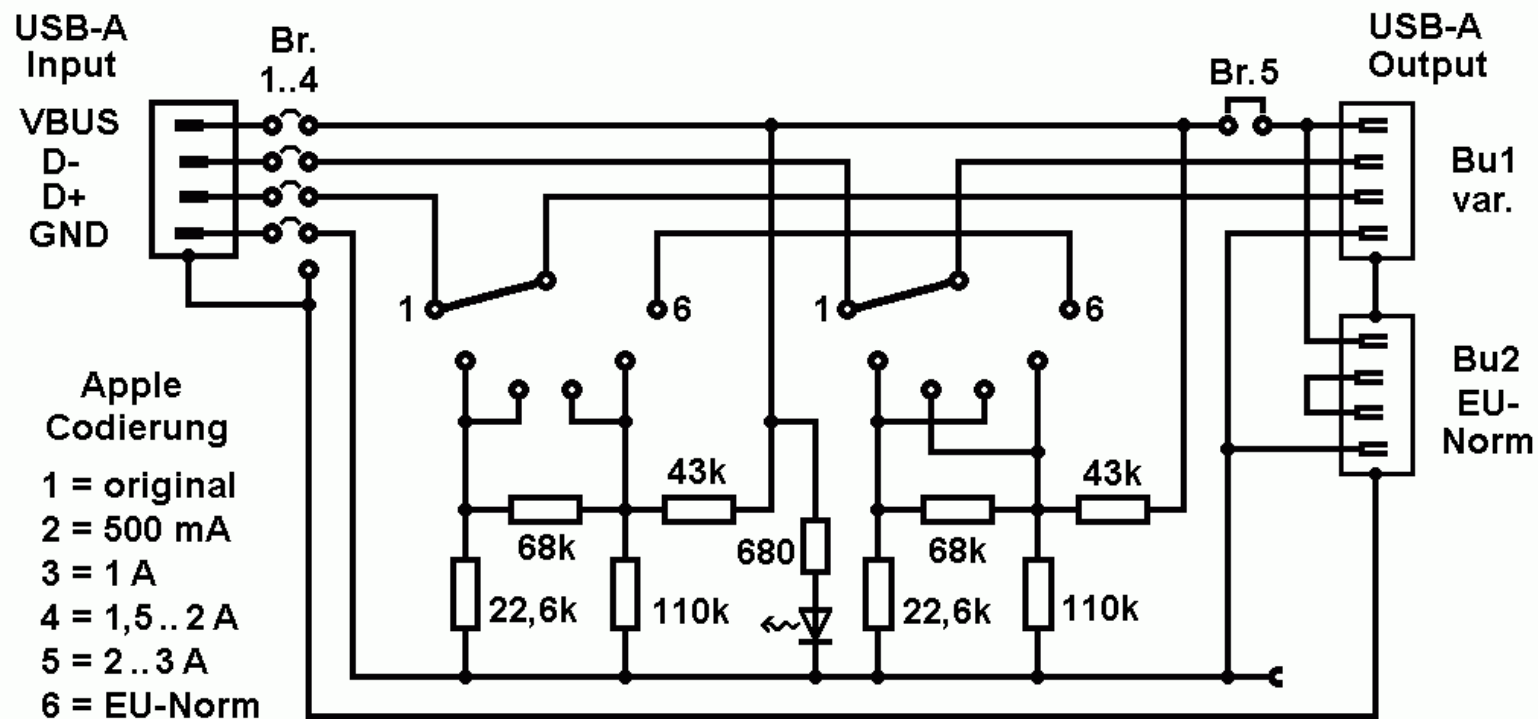 USB-A
Input
Br.
1..4
VBUS
D-
D+
GND
Br.5
USB-A
Output
Bu1
var.
Bu2
EU-
Norm
1
6
1
6
Apple
Codierung
1 = original
2 = 500 mA
3 = 1 A
4 = 1,5 .. 2 A
5 = 2 .. 3 A
6 = EU-Norm
43k
68k
22,6k
110k
680
43k
68k
22,6k
110k